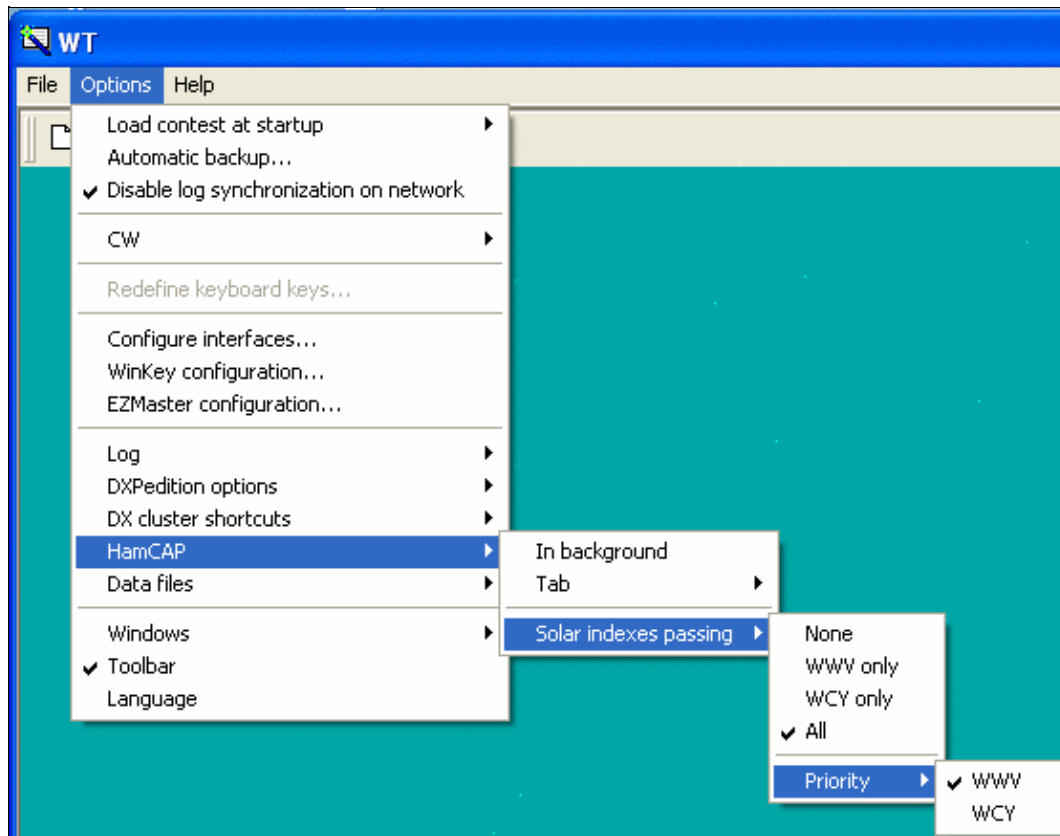 WT
File Options Help
Load contest at startup
Automatic backup...
Disable log synchronization on network
CW
Redefine keyboard keys...
Configure interfaces...
WinKey configuration...
EZMaster configuration...
Log
DXPedition options
DX cluster shortcuts
HamCAP
Data files
Windows
Toolbar
Language
In background
Tab
Solar indexes passing
None
WWV only
WCY only
All
Priority
WWV
WCY